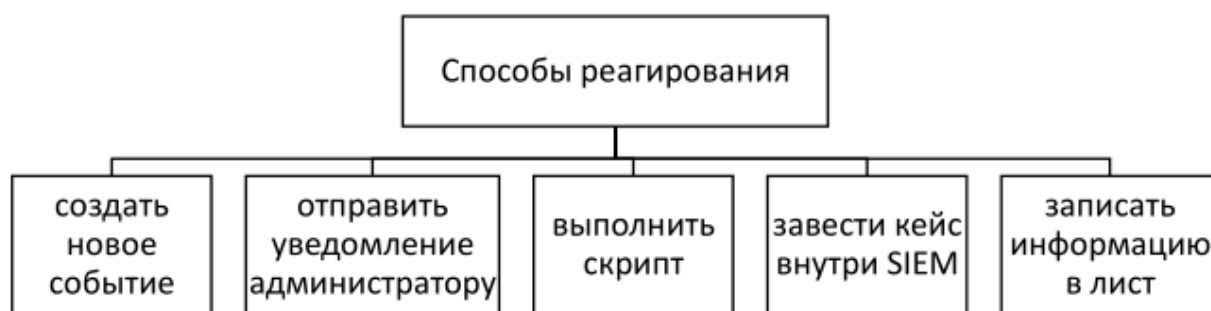 Способы реагирования
создать
новое
событие
отправить
уведомление
администратору
выполнить
скрипт
завести кейс
внутри SIEM
записать
информацию
в лист